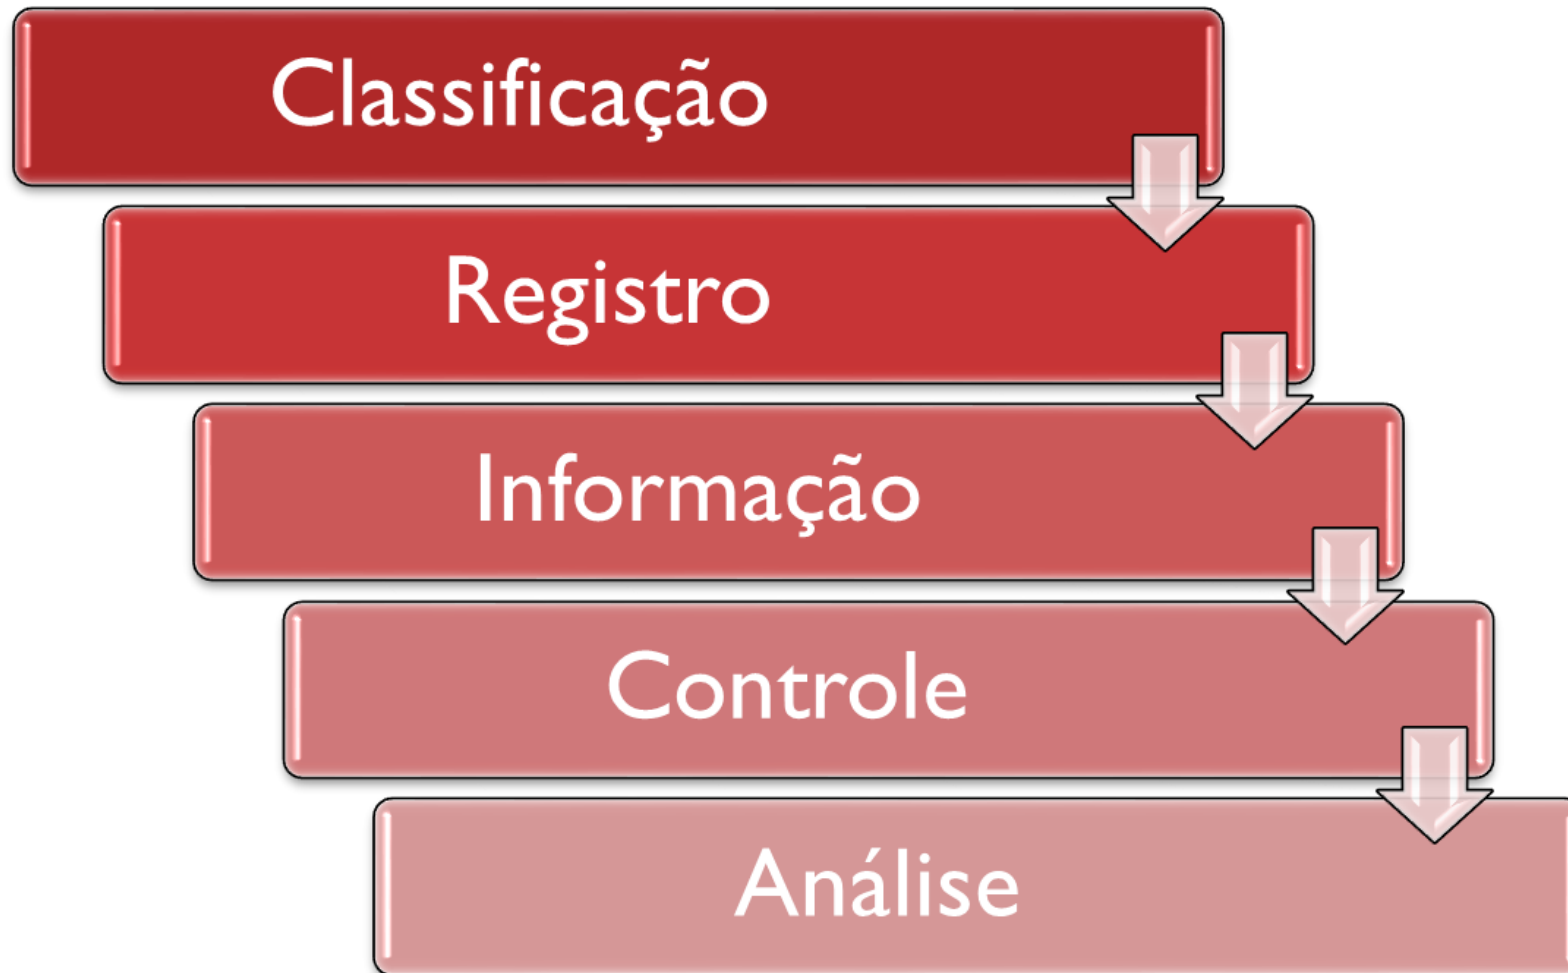 Classificação
Registro
Informação
Controle
Análise